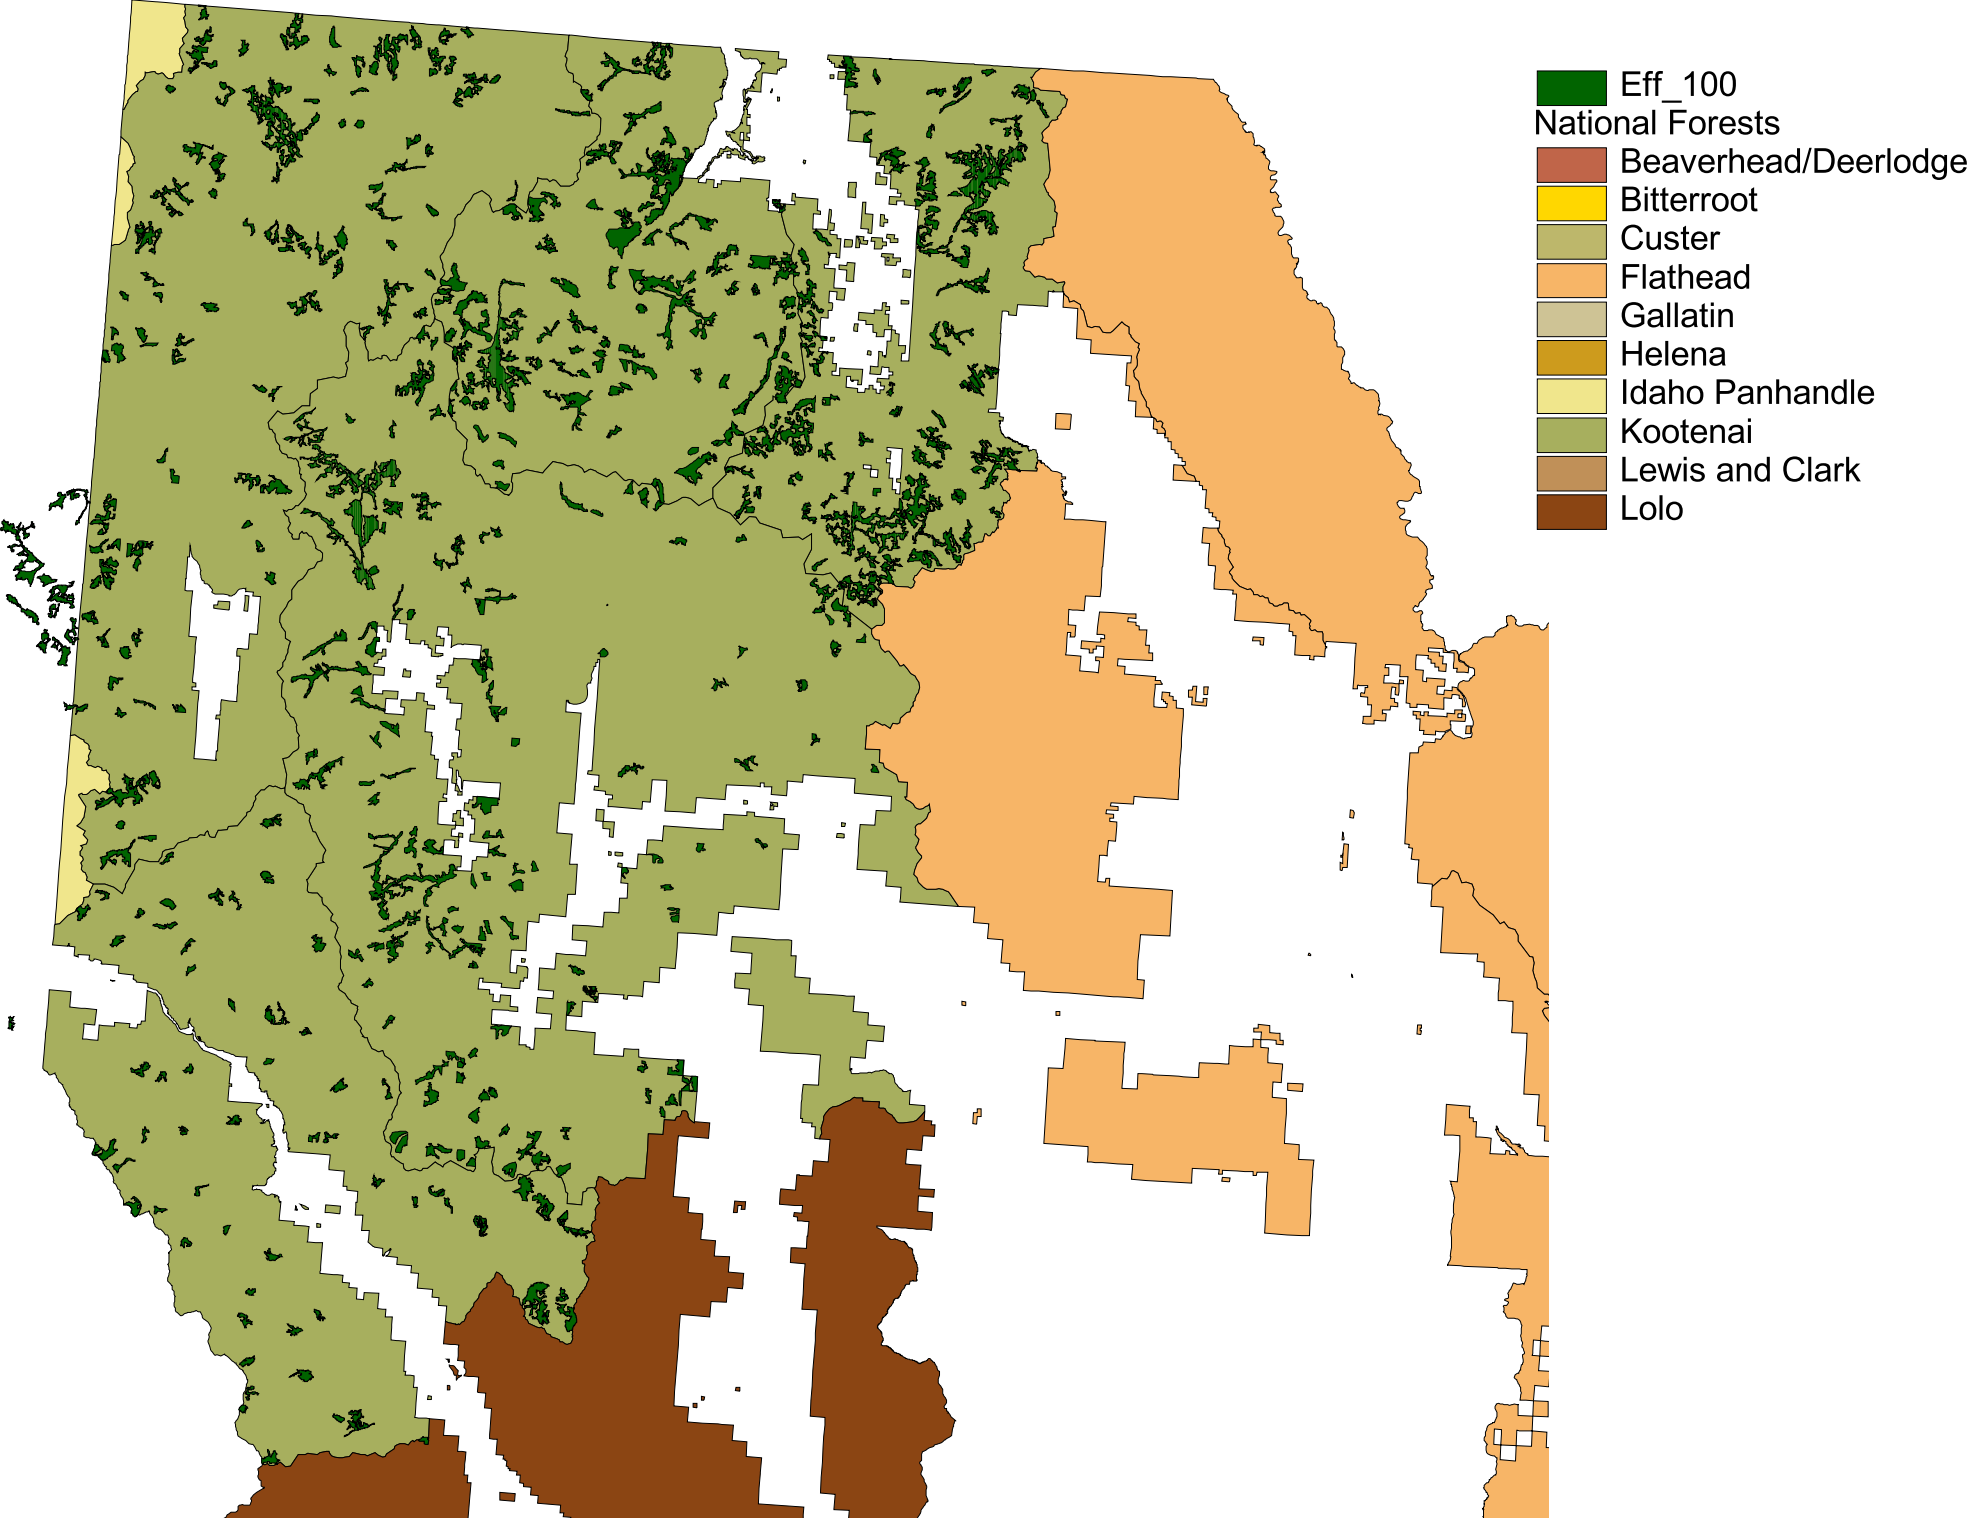 Eff_100
National Forests
Beaverhead/Deerlodge
Bitterroot
Custer
Flathead
Gallatin
Helena
Idaho Panhandle
Kootenai
Lewis and Clark
Lolo